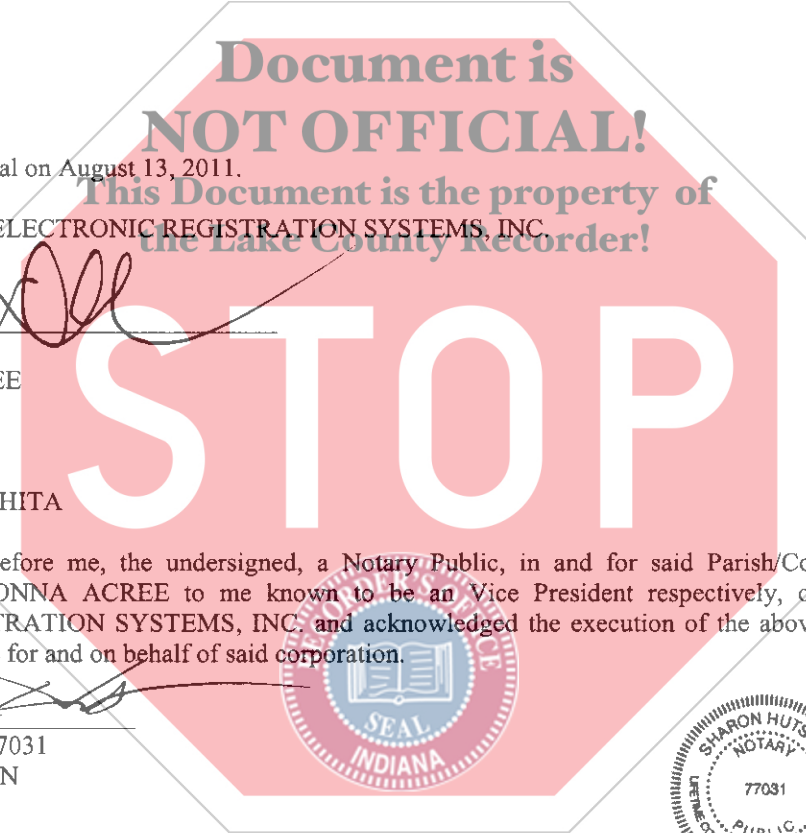 Document is
NOT OFFICIAL!
al on August 13, 2011.
This Document is the property of
ELECTRONIC REGISTRATION SYSTEMS, INC.
the Lake County Recorder!
STOP
EE
HITA
efore me, the undersigned, a Notary Public, in and for said Parish/Co
ONNA ACREE to me known to be an Vice President respectively, o
TRATION SYSTEMS, INC. and acknowledged the execution of the abov
for and on behalf of said corporation.
RECORDER'S OFFICE
SEAL
INDIANA
7031
N
SHARON HUTS
NOTARY
77031
LIFETIME CO
PUBLIC